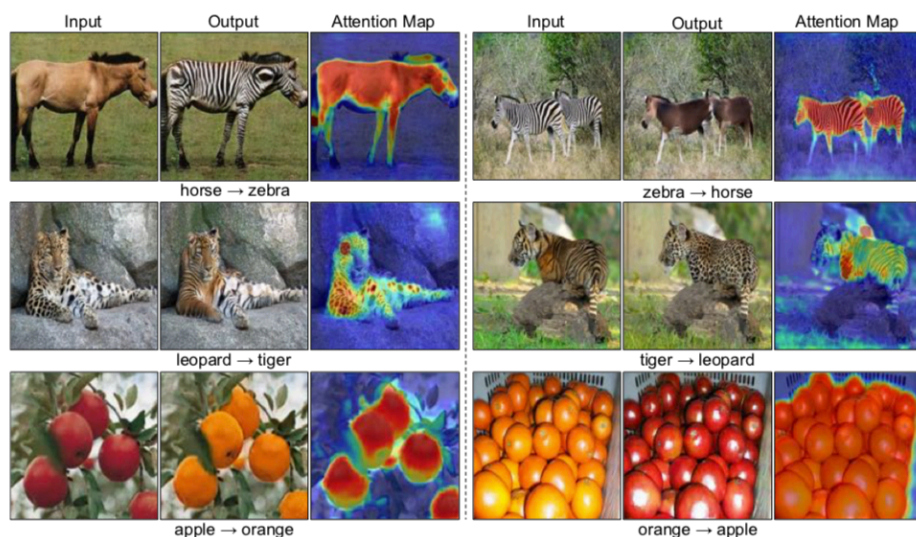 Input Output Attention Map Input Output Attention Map
horse → zebra zebra → horse
leopard → tiger tiger → leopard
apple → orange orange → apple